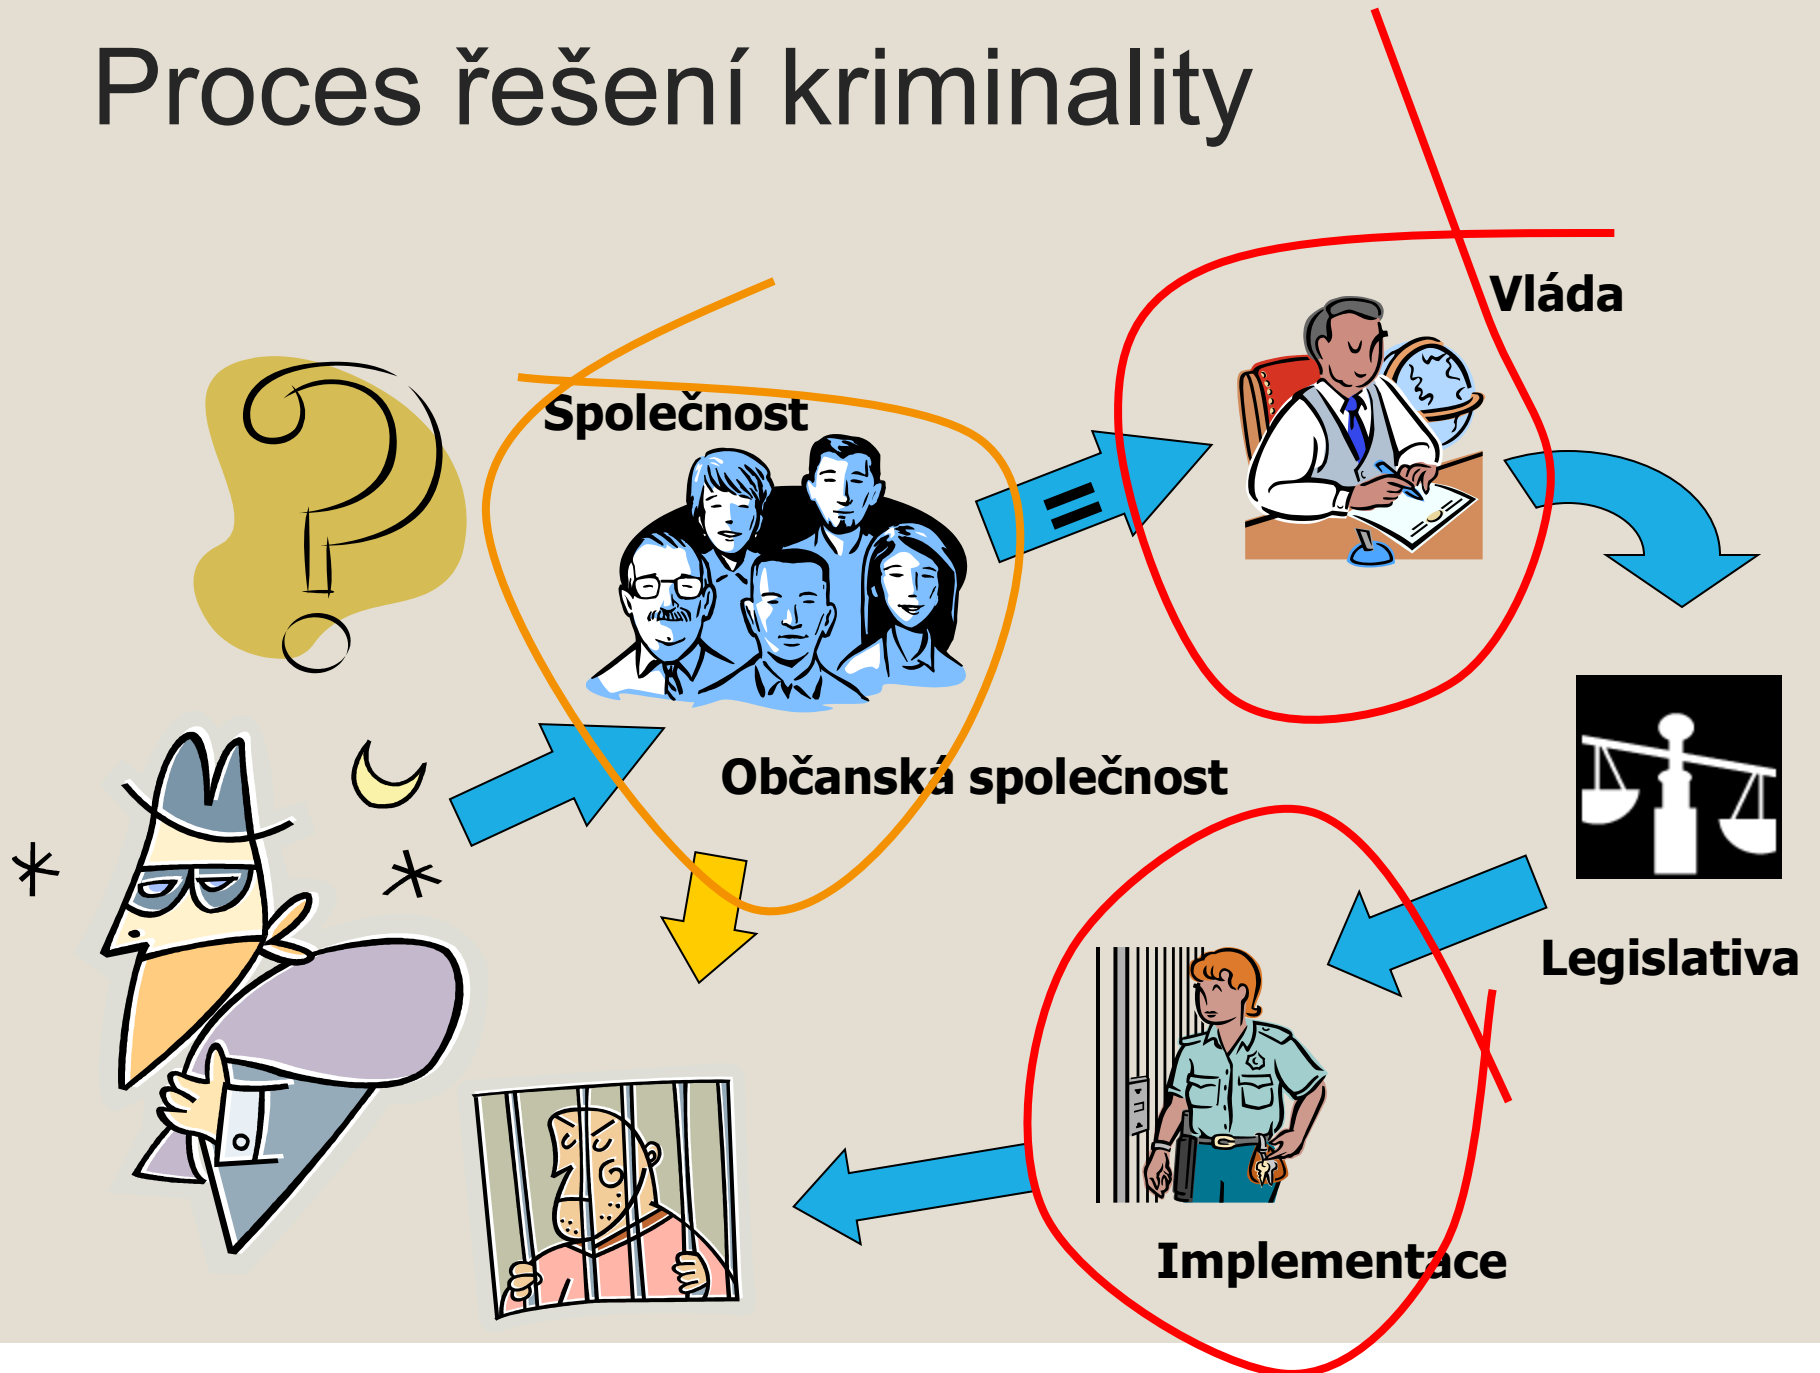 Proces řešení kriminality
Vláda
Společnost
=
Občanská společnost
Legislativa
Implementace